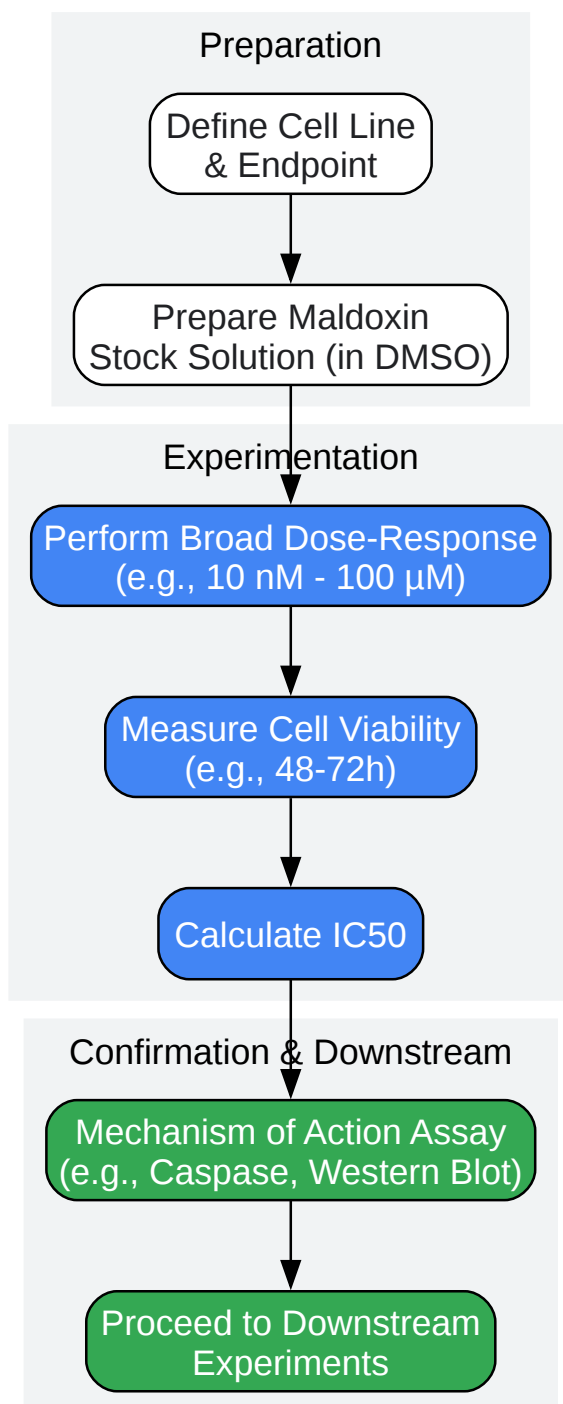 Preparation
Define Cell Line
& Endpoint
Prepare Maldoxin
Stock Solution (in DMSO)
Experimentation
Perform Broad Dose-Response
(e.g., 10 nM - 100 µM)
Measure Cell Viability
(e.g., 48-72h)
Calculate IC50
Confirmation & Downstream
Mechanism of Action Assay
(e.g., Caspase, Western Blot)
Proceed to Downstream
Experiments